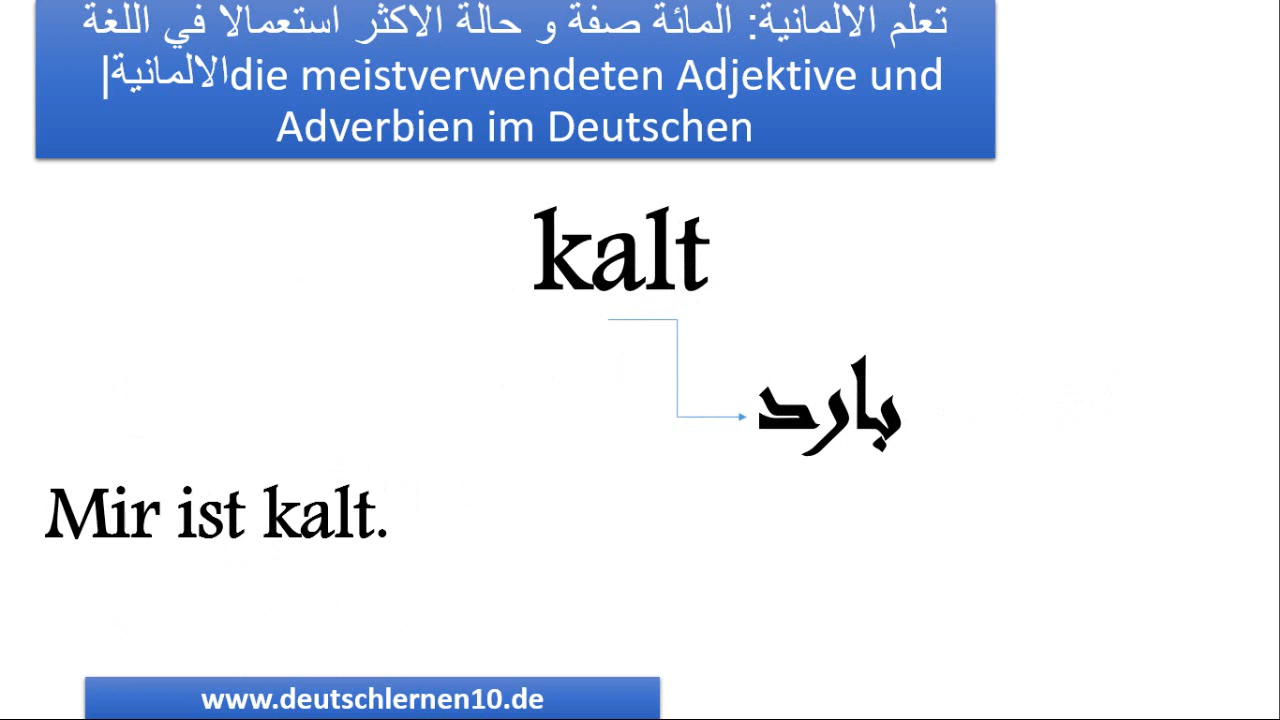 تعلم الالمانية: المائة صفة و حالة الاكثر استعمالا في اللغة
الالمانية|die meistverwendeten Adjektive und
Adverbien im Deutschen
kalt
بارد
Mir ist kalt.
www.deutschlernen10.de